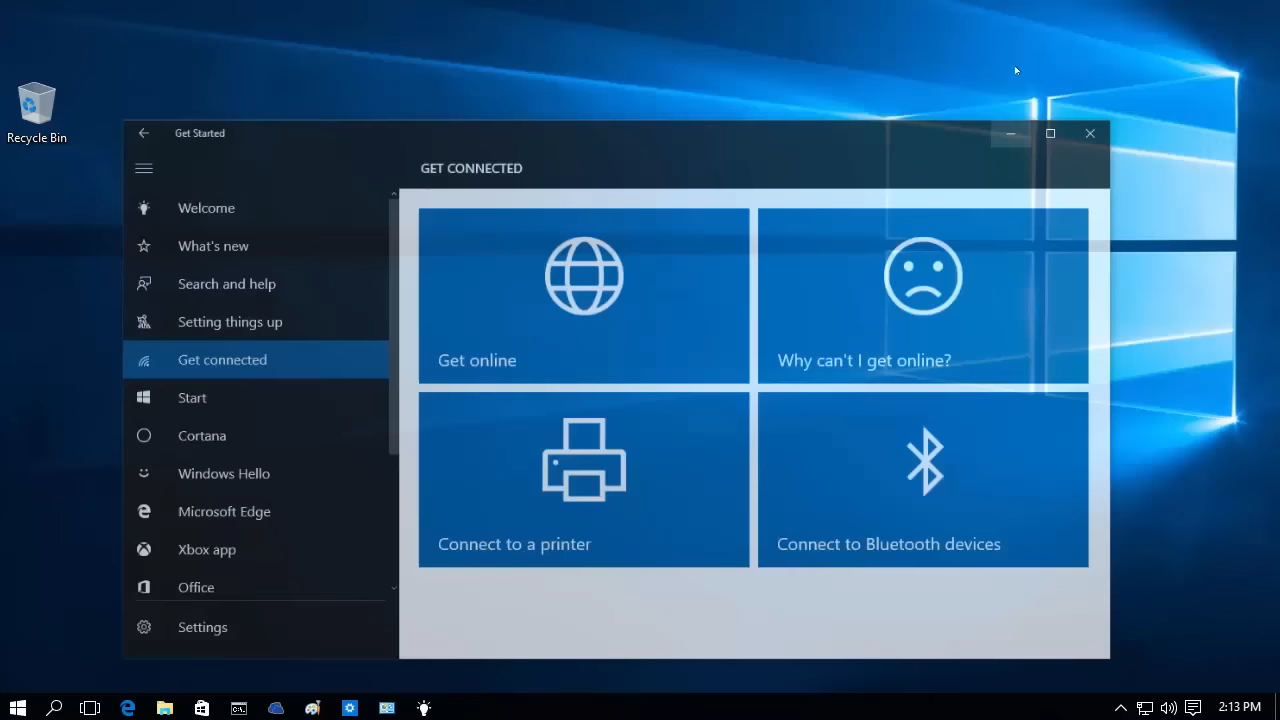 Recycle Bin
Get Started
GET CONNECTED
Welcome
What's new
Search and help
Setting things up
Get connected
Start
Cortana
Windows Hello
Microsoft Edge
Xbox app
Office
Settings
Get online
Why can't I get online?
Connect to a printer
Connect to Bluetooth devices
2:13 PM